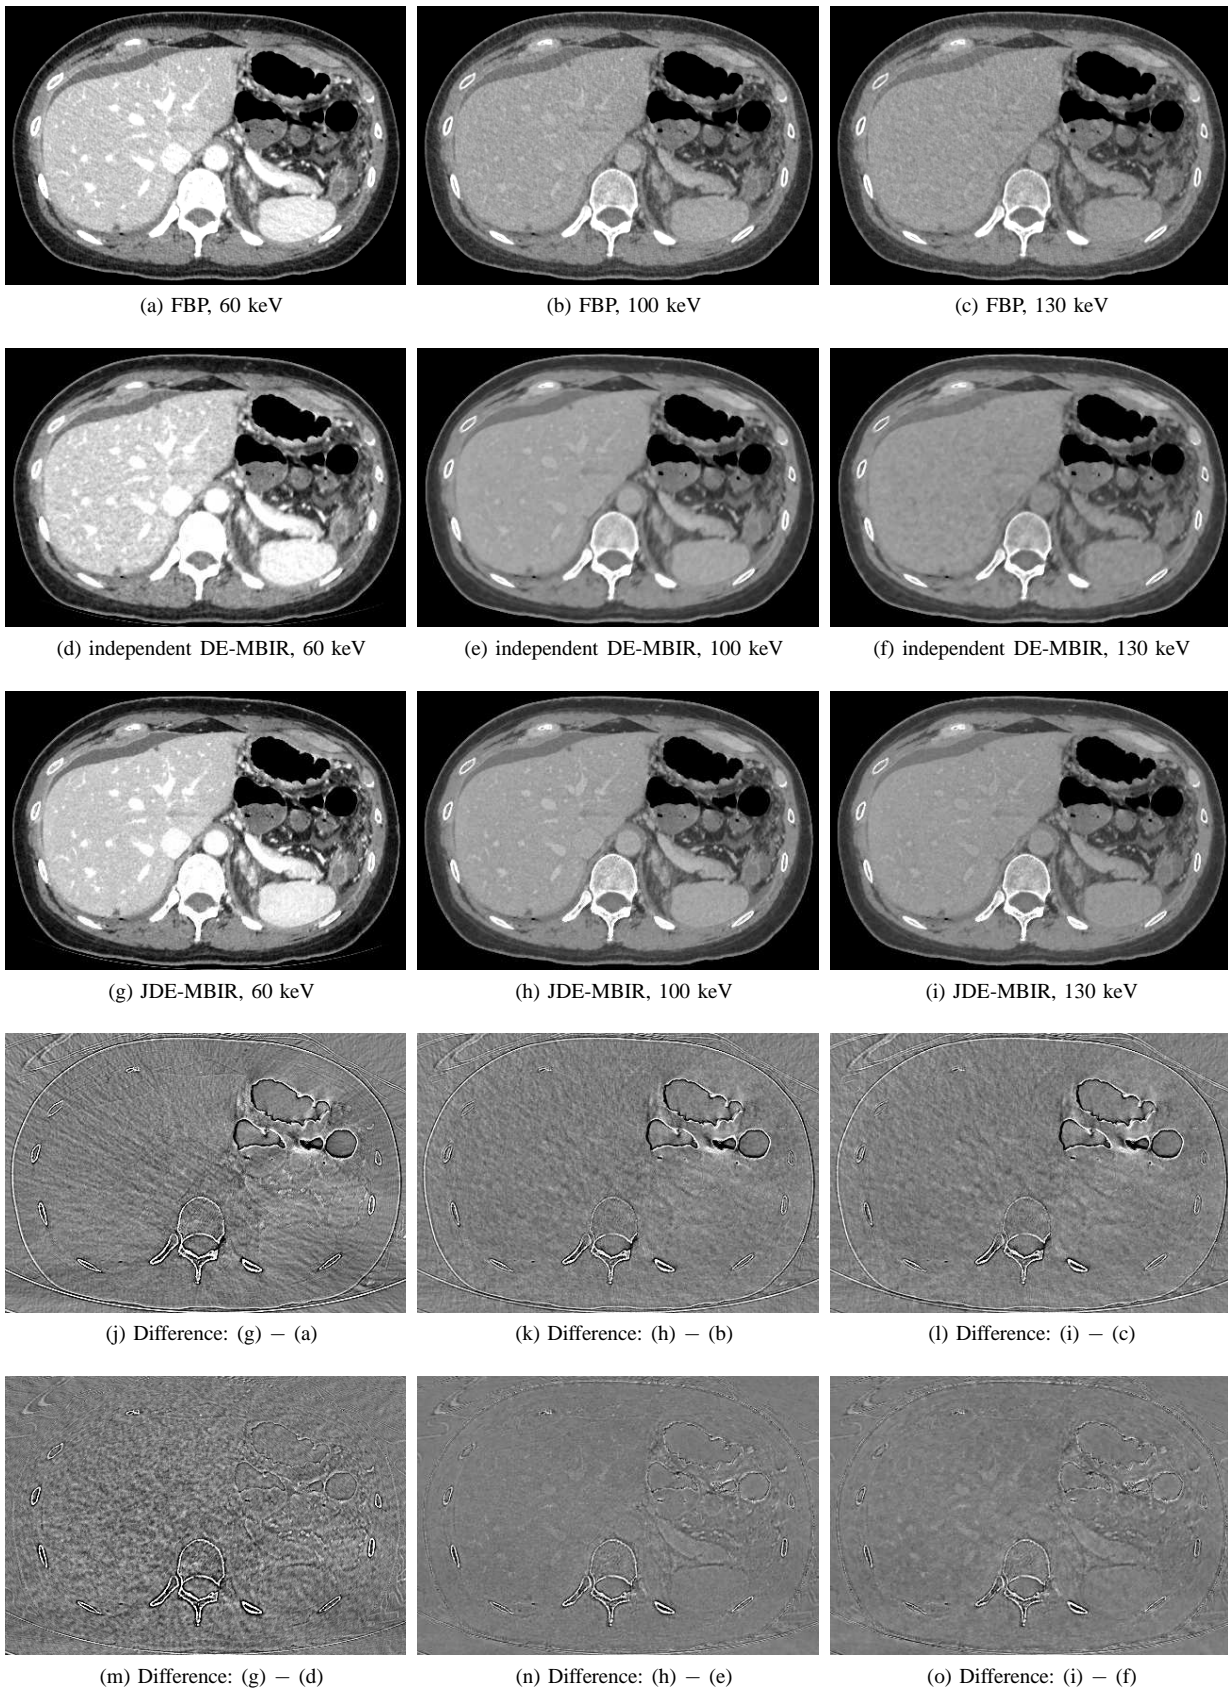 (a) FBP, 60 keV
(b) FBP, 100 keV
(c) FBP, 130 keV
(d) independent DE-MBIR, 60 keV
(e) independent DE-MBIR, 100 keV
(f) independent DE-MBIR, 130 keV
(g) JDE-MBIR, 60 keV
(h) JDE-MBIR, 100 keV
(i) JDE-MBIR, 130 keV
(j) Difference: (g) − (a)
(k) Difference: (h) − (b)
(l) Difference: (i) − (c)
(m) Difference: (g) − (d)
(n) Difference: (h) − (e)
(o) Difference: (i) − (f)